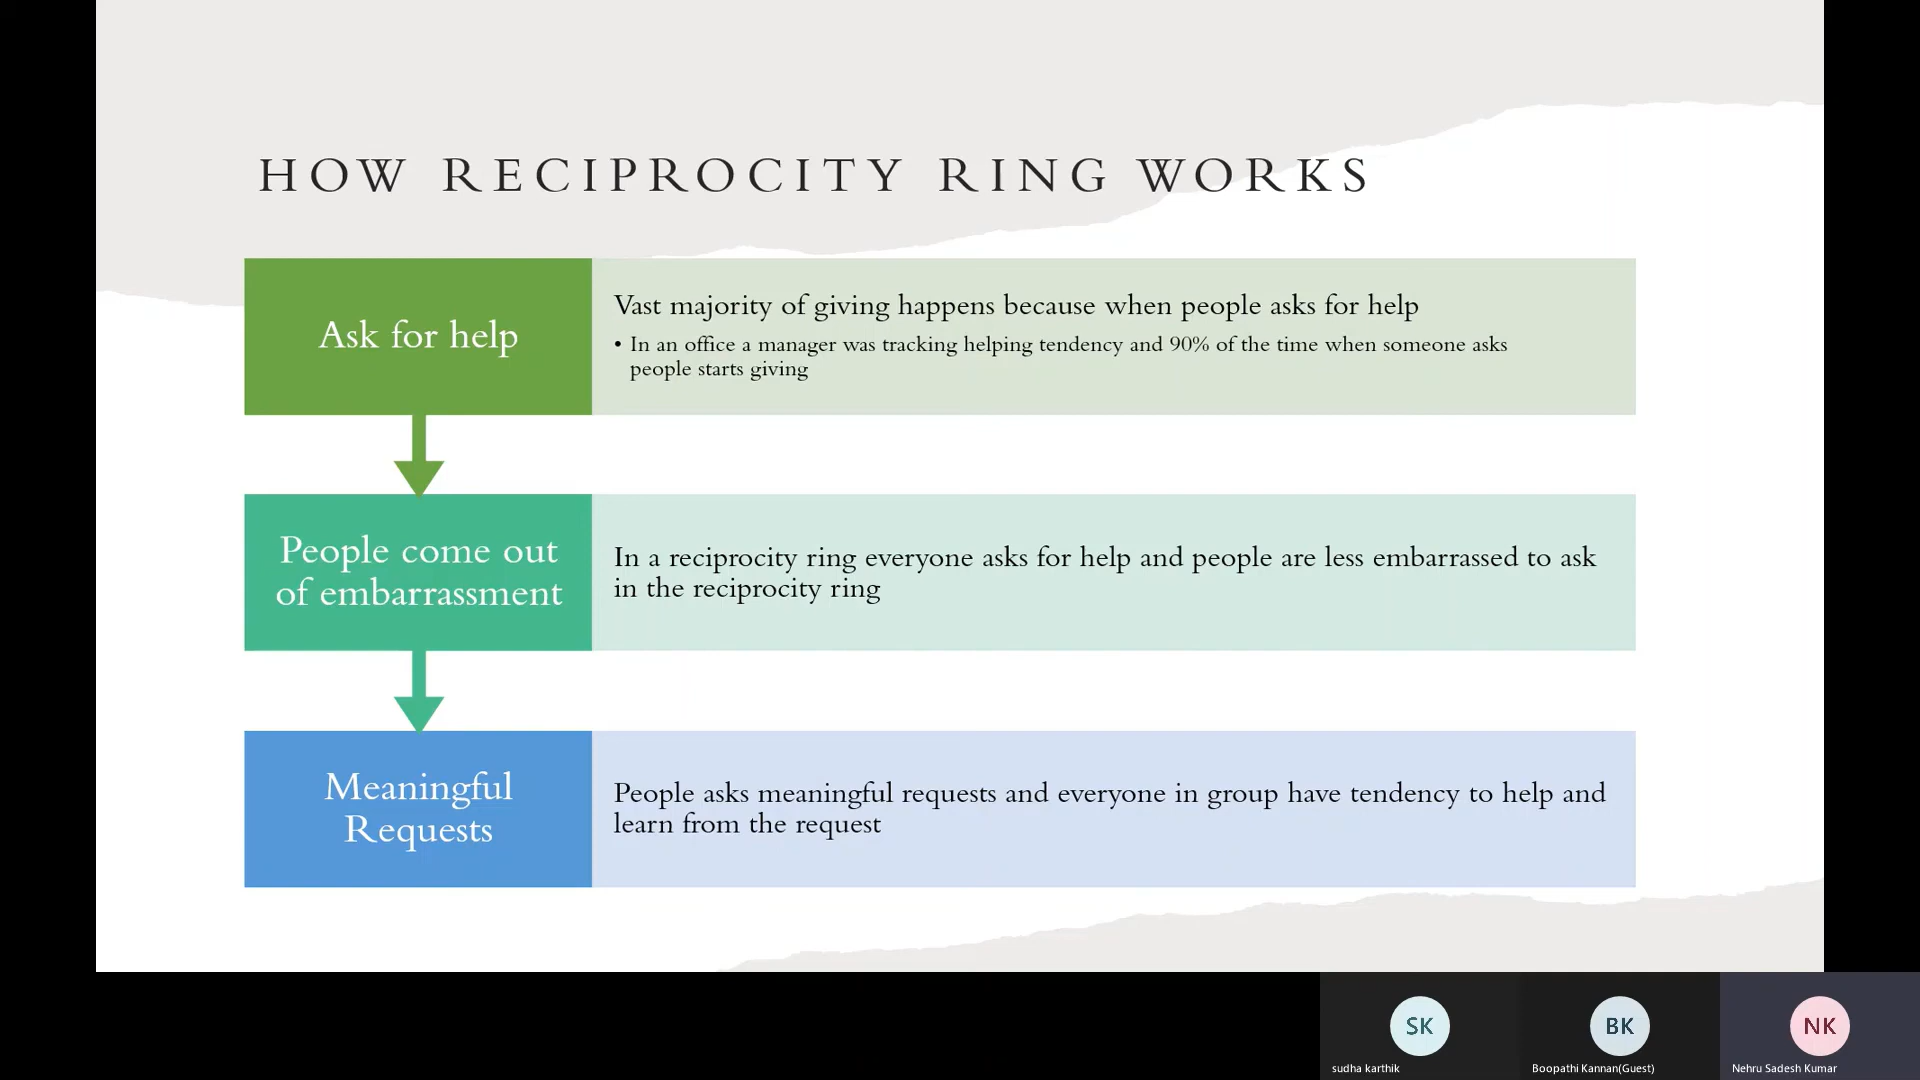 HOW RECIPROCITY RING WORKS
Ask for help
Vast majority of giving happens because when people asks for help
• In an office a manager was tracking helping tendency and 90% of the time when someone asks
people starts giving
People come out
of embarrassment
In a reciprocity ring everyone asks for help and people are less embarrassed to ask
in the reciprocity ring
Meaningful
Requests
People asks meaningful requests and everyone in group have tendency to help and
learn from the request
SK
BK
NK
sudha karthik
Boopathi Kannan(Guest)
Nehru Sadesh Kumar